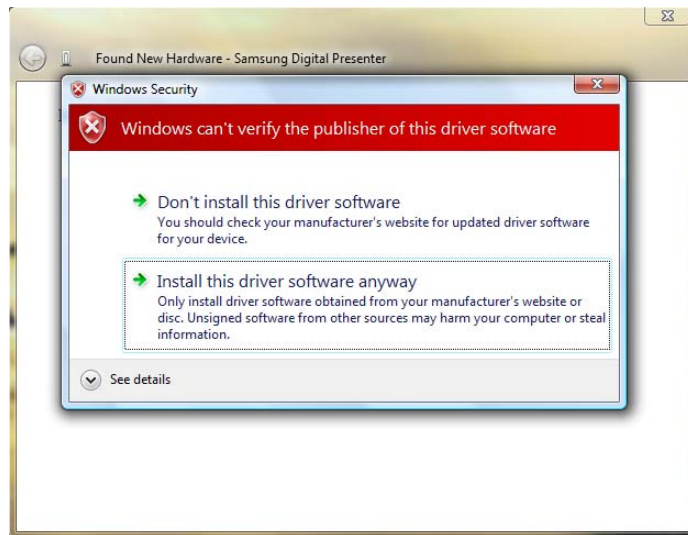 Found New Hardware - Samsung Digital Presenter
Windows Security
Windows can't verify the publisher of this driver software
Don't install this driver software
You should check your manufacturer's website for updated driver software
for your device.
Install this driver software anyway
Only install driver software obtained from your manufacturer's website or
disc. Unsigned software from other sources may harm your computer or steal
information.
See details